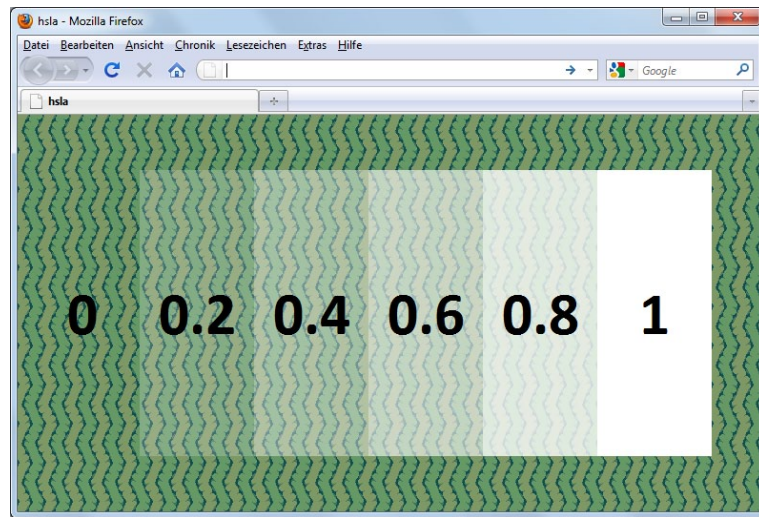 hsla - Mozilla Firefox
Datei Bearbeiten Ansicht Chronik Lesezeichen Extras Hilfe
Google
hsla
0 0.2 0.4 0.6 0.8 1